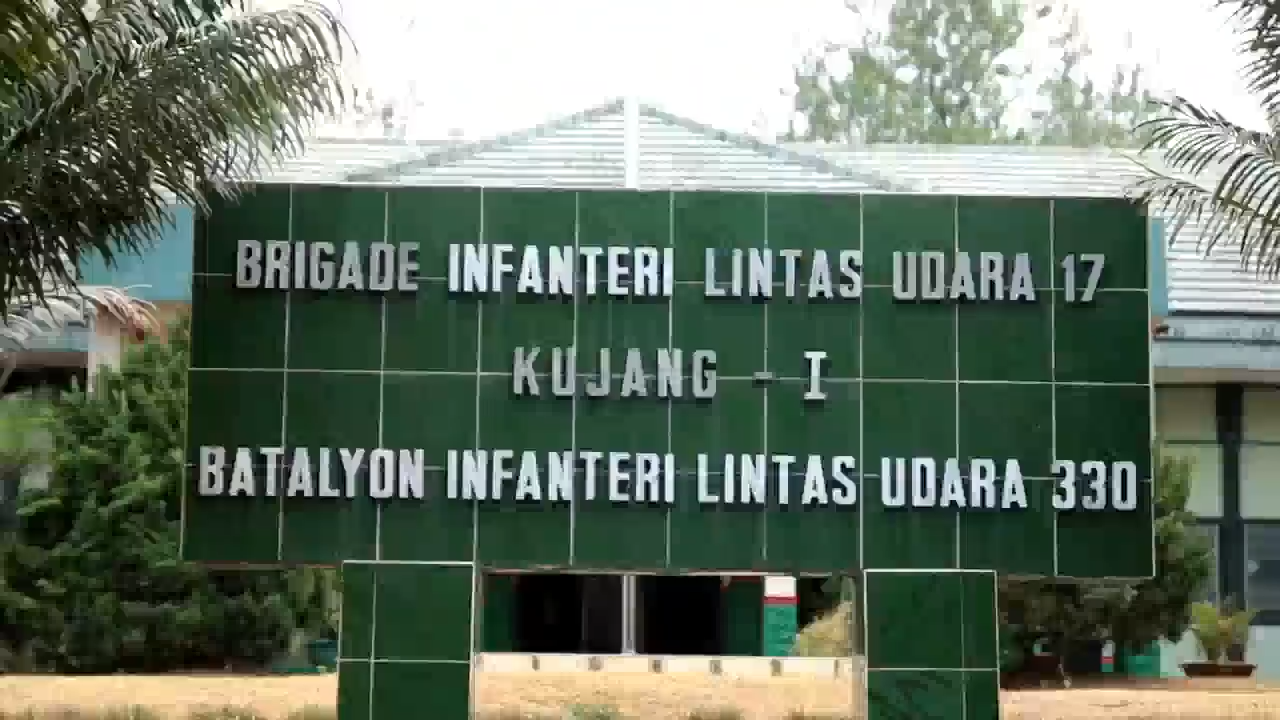 BRIGADE INFANTERI LINTAS UDARA 17
KUJANG - I
BATALYON INFANTERI LINTAS UDARA 330